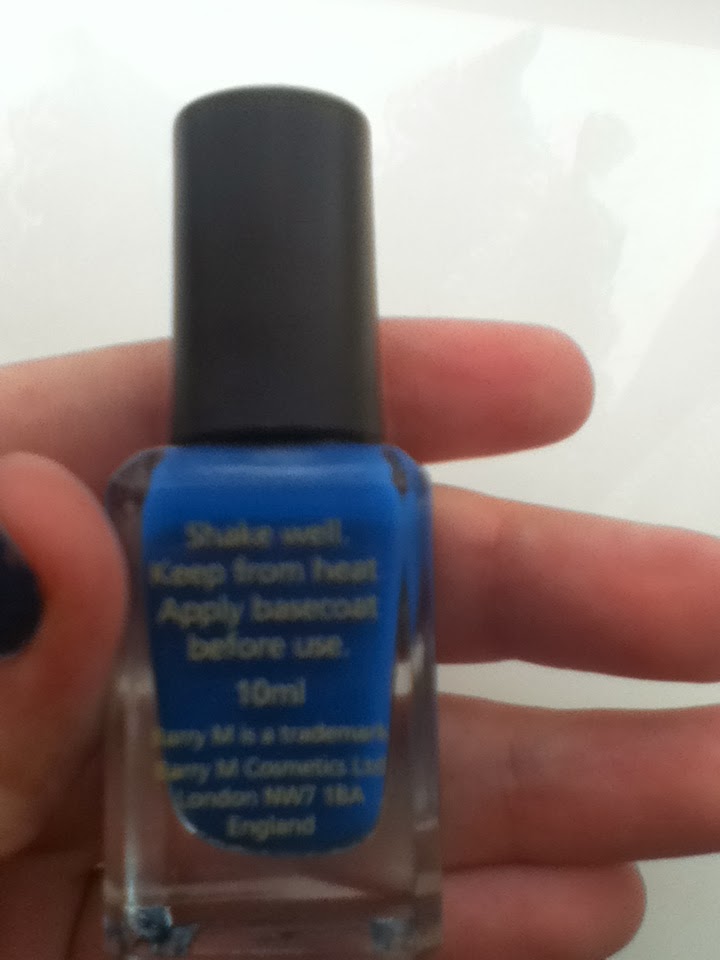 Shake well.
Keep from heat
Apply basecoat
before use.
10ml
Barry M is a trademark
Barry M Cosmetics Ltd
London NW7 1BA
England